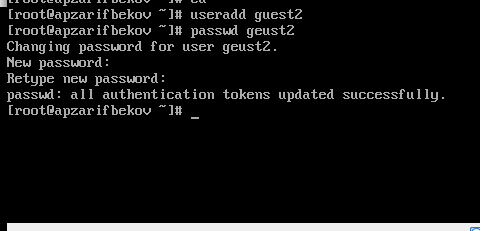 [root@apzarifbekov ~]# cd
[root@apzarifbekov ~]# useradd guest2
[root@apzarifbekov ~]# passwd geust2
Changing password for user geust2.
New password:
Retype new password:
passwd: all authentication tokens updated successfully.
[root@apzarifbekov ~]# _